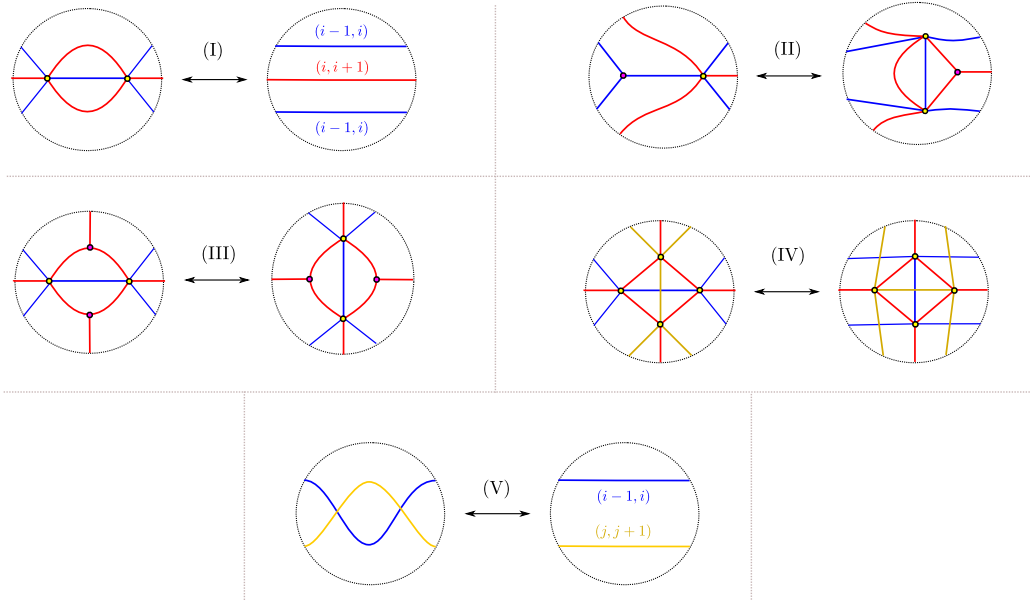 (I)
(i − 1, i)
(i, i + 1)
(i − 1, i)
(II)
(III)
(IV)
(V)
(i − 1, i)
(j, j + 1)